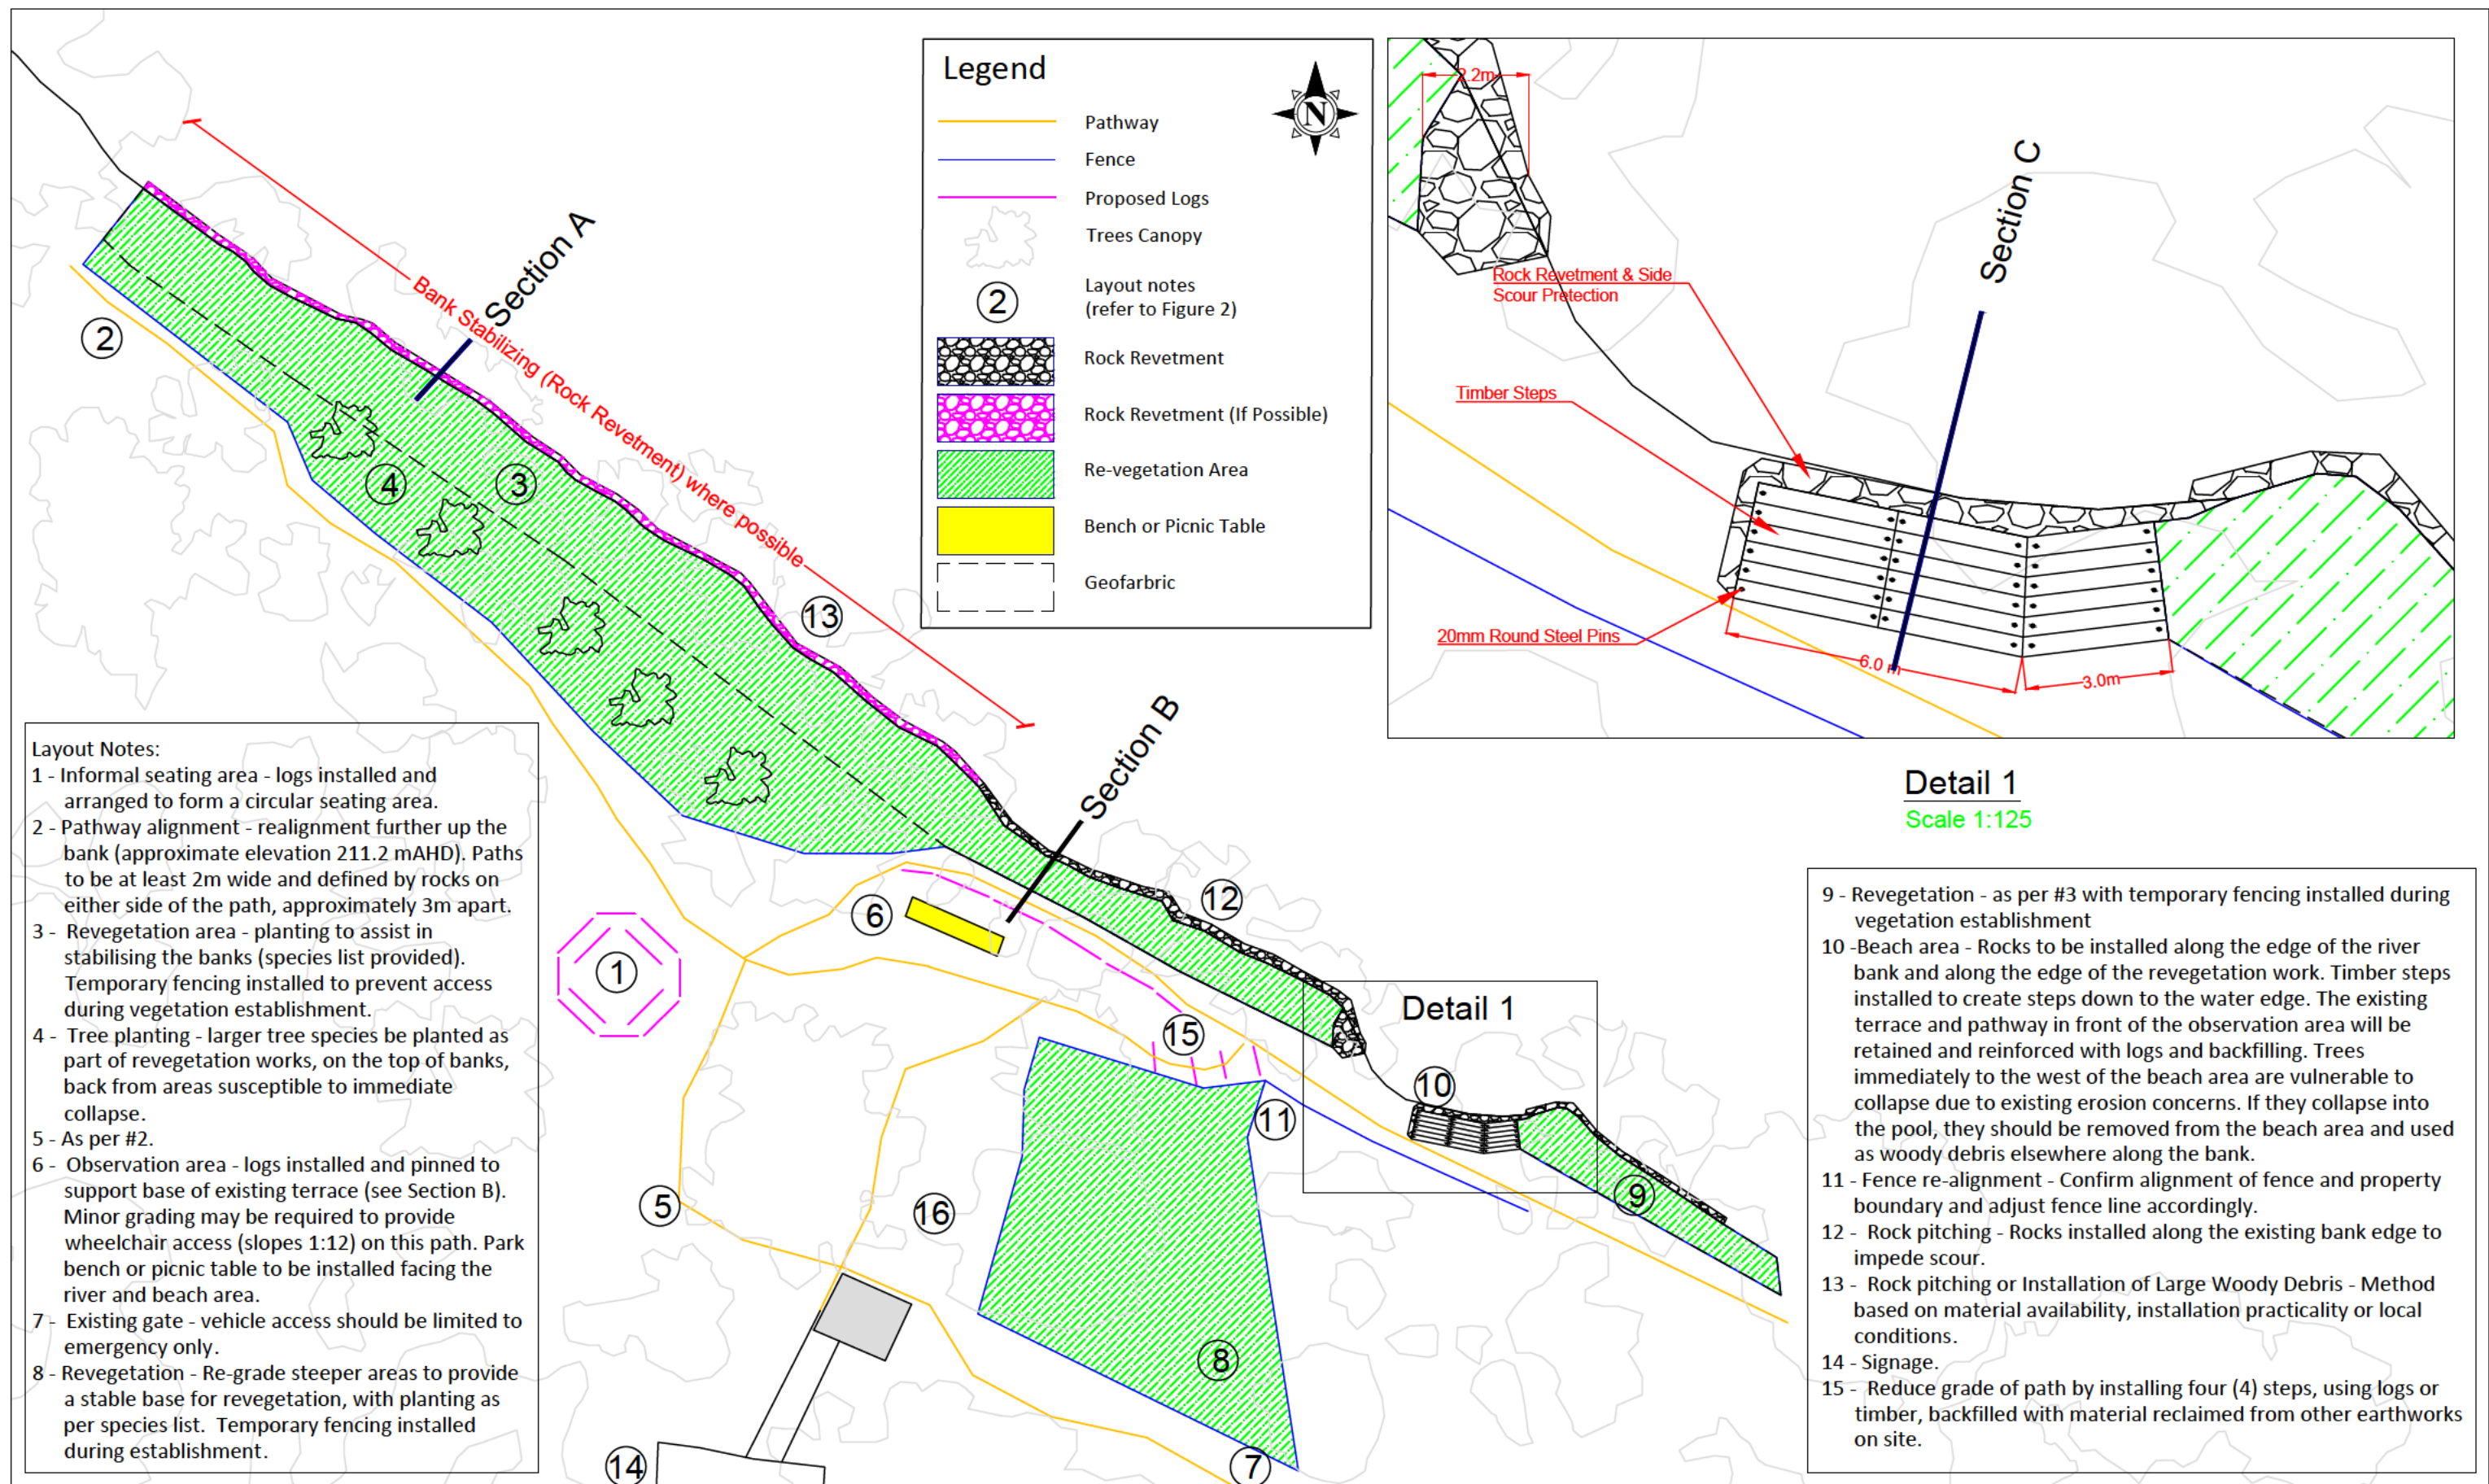 Legend
N
Pathway
Fence
Proposed Logs
Trees Canopy
2
Layout notes
(refer to Figure 2)
Rock Revetment
Rock Revetment (If Possible)
Re-vegetation Area
Bench or Picnic Table
Geofarbric
Section A
Bank Stabilizing (Rock Revetment) where possible
2
4
3
13
Section B
12
6
1
15
Detail 1
10
11
9
5
16
8
14
7
2.2m
Section C
Rock Revetment & Side
Scour Pretection
Timber Steps
20mm Round Steel Pins
6.0 m
3.0m
Detail 1
Scale 1:125
Layout Notes:
1 - Informal seating area - logs installed and
arranged to form a circular seating area.
2 - Pathway alignment - realignment further up the
bank (approximate elevation 211.2 mAHD). Paths
to be at least 2m wide and defined by rocks on
either side of the path, approximately 3m apart.
3 - Revegetation area - planting to assist in
stabilising the banks (species list provided).
Temporary fencing installed to prevent access
during vegetation establishment.
4 - Tree planting - larger tree species be planted as
part of revegetation works, on the top of banks,
back from areas susceptible to immediate
collapse.
5 - As per #2.
6 - Observation area - logs installed and pinned to
support base of existing terrace (see Section B).
Minor grading may be required to provide
wheelchair access (slopes 1:12) on this path. Park
bench or picnic table to be installed facing the
river and beach area.
7 - Existing gate - vehicle access should be limited to
emergency only.
8 - Revegetation - Re-grade steeper areas to provide
a stable base for revegetation, with planting as
per species list. Temporary fencing installed
during establishment.
9 - Revegetation - as per #3 with temporary fencing installed during
vegetation establishment
10 -Beach area - Rocks to be installed along the edge of the river
bank and along the edge of the revegetation work. Timber steps
installed to create steps down to the water edge. The existing
terrace and pathway in front of the observation area will be
retained and reinforced with logs and backfilling. Trees
immediately to the west of the beach area are vulnerable to
collapse due to existing erosion concerns. If they collapse into
the pool, they should be removed from the beach area and used
as woody debris elsewhere along the bank.
11 - Fence re-alignment - Confirm alignment of fence and property
boundary and adjust fence line accordingly.
12 - Rock pitching - Rocks installed along the existing bank edge to
impede scour.
13 - Rock pitching or Installation of Large Woody Debris - Method
based on material availability, installation practicality or local
conditions.
14 - Signage.
15 - Reduce grade of path by installing four (4) steps, using logs or
timber, backfilled with material reclaimed from other earthworks
on site.